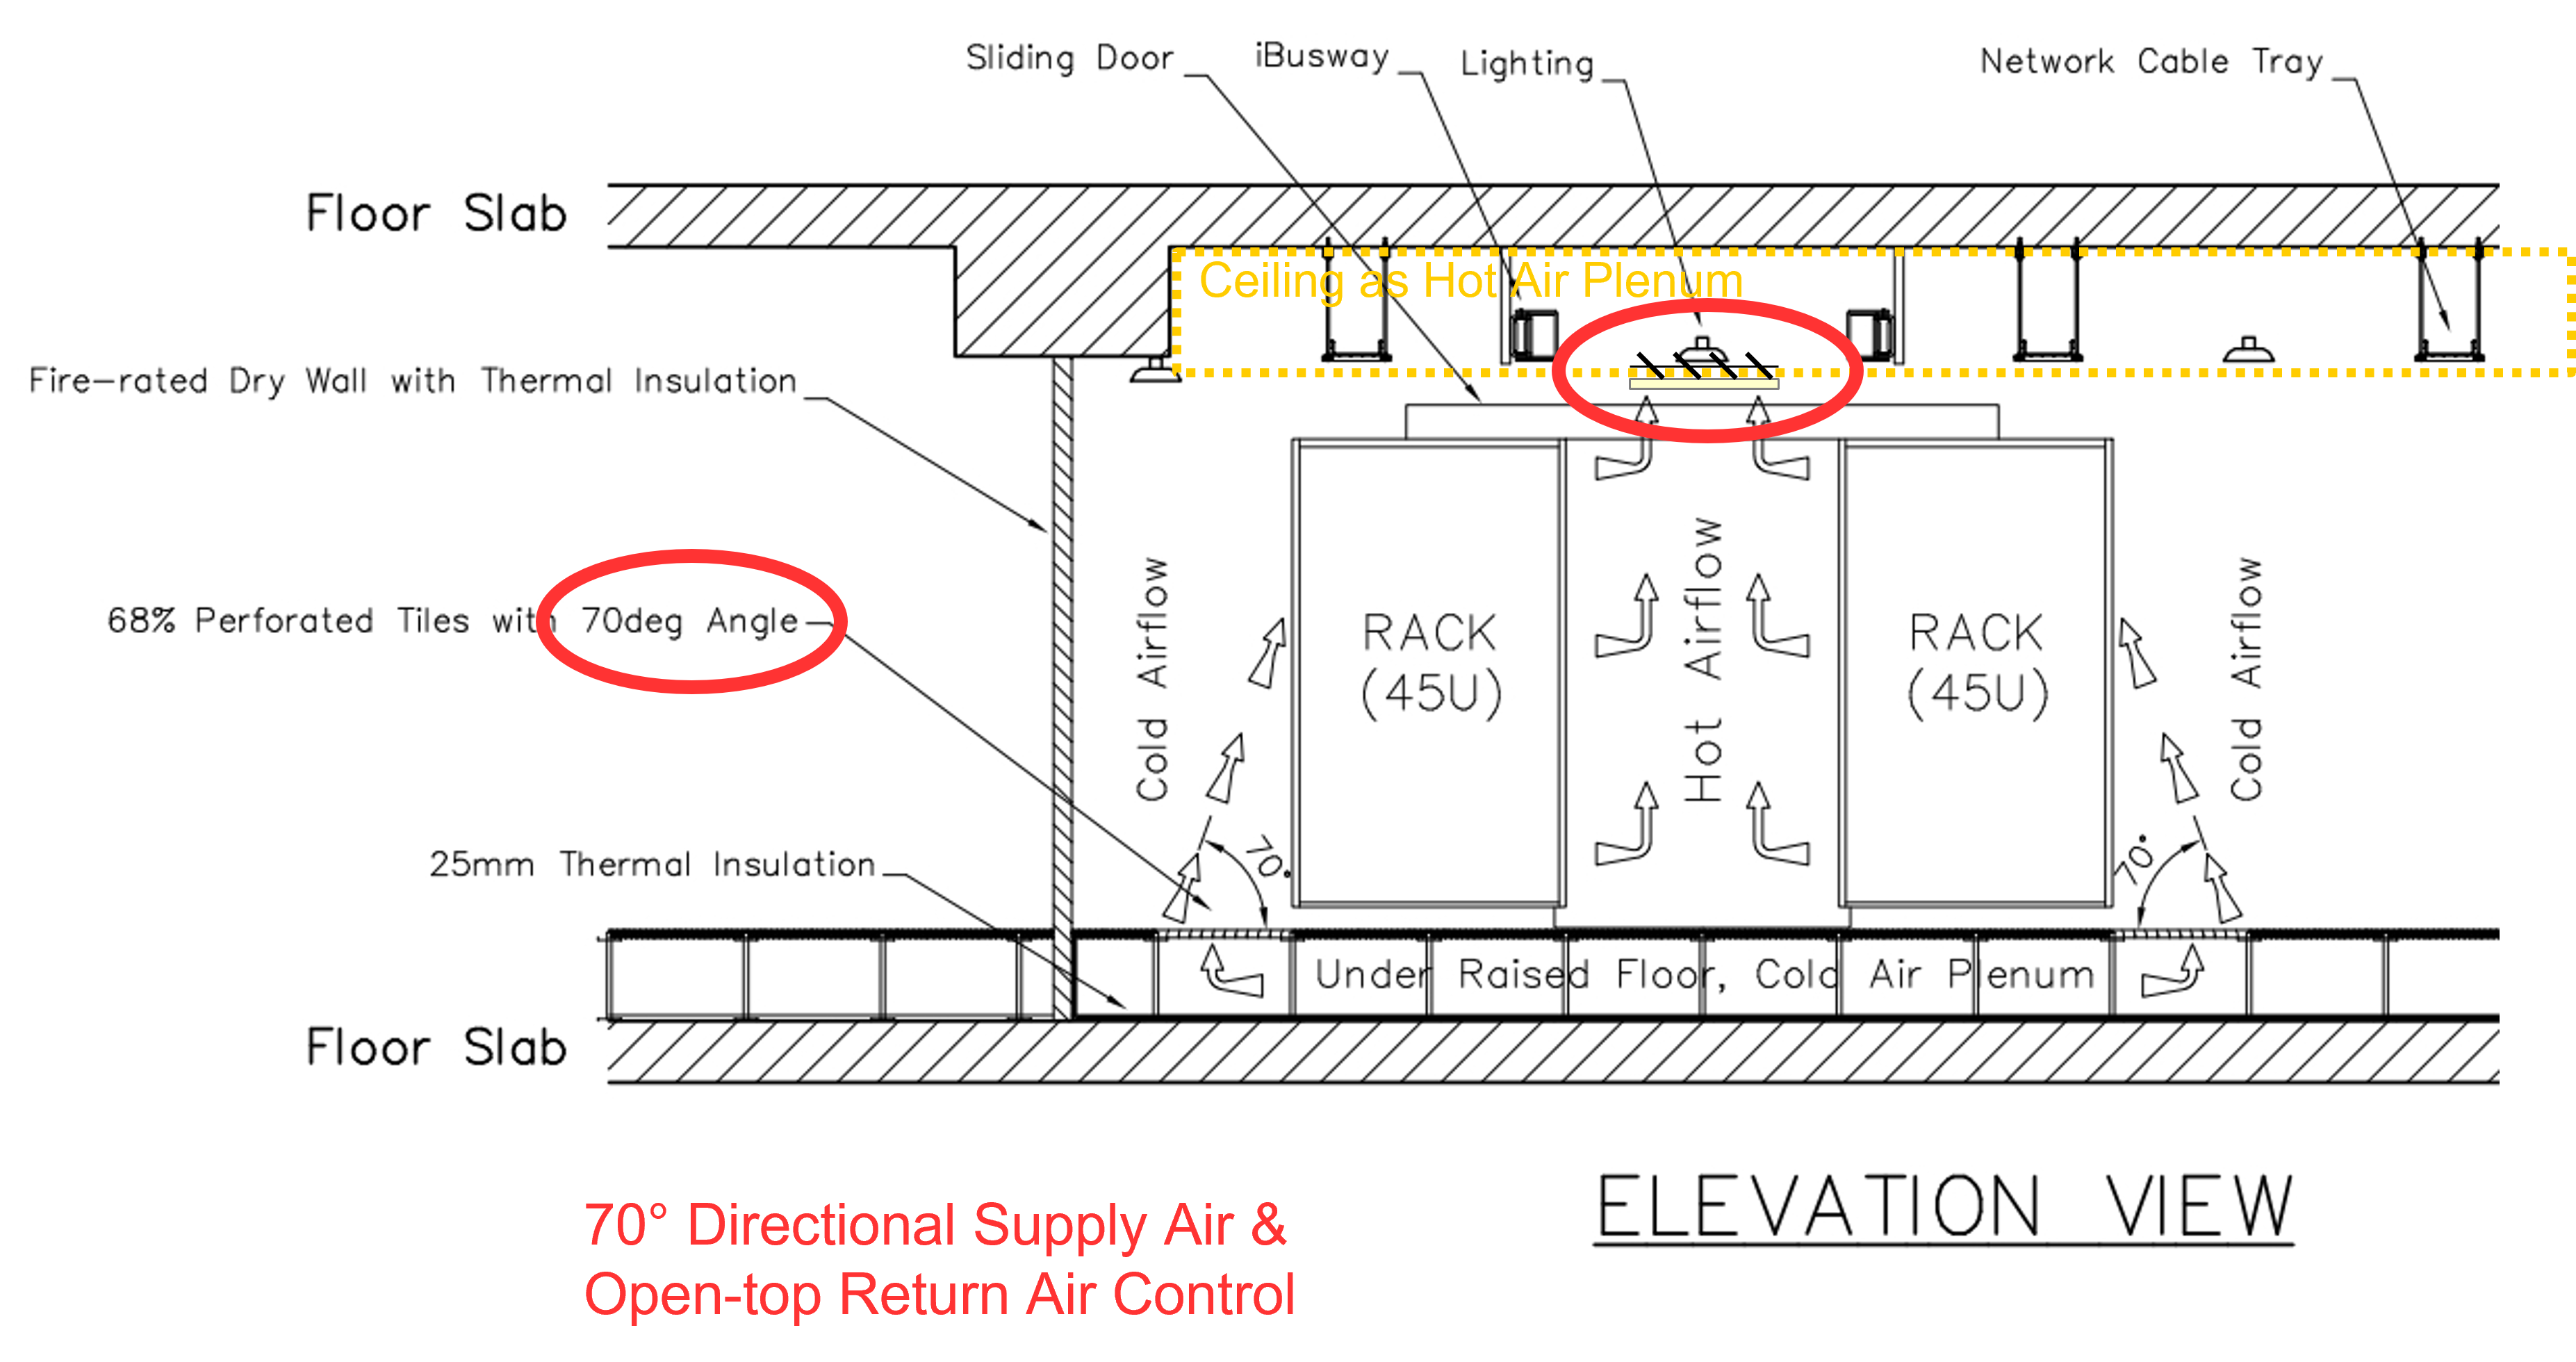 Sliding Door
iBusway
Lighting
Network Cable Tray
Floor Slab
Ceiling as Hot Air Plenum
Fire-rated Dry Wall with Thermal Insulation
68% Perforated Tiles with 70deg Angle
Cold Airflow
RACK
(45U)
Hot Airflow
RACK
(45U)
Cold Airflow
70°
70°
25mm Thermal Insulation
Under Raised Floor, Cold Air Plenum
Floor Slab
ELEVATION VIEW
70° Directional Supply Air &
Open-top Return Air Control